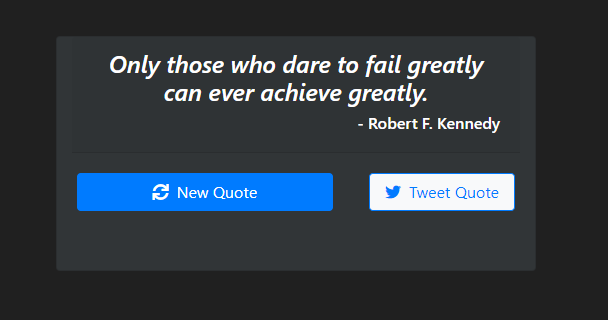 Only those who dare to fail greatly
can ever achieve greatly.
- Robert F. Kennedy
New Quote
Tweet Quote